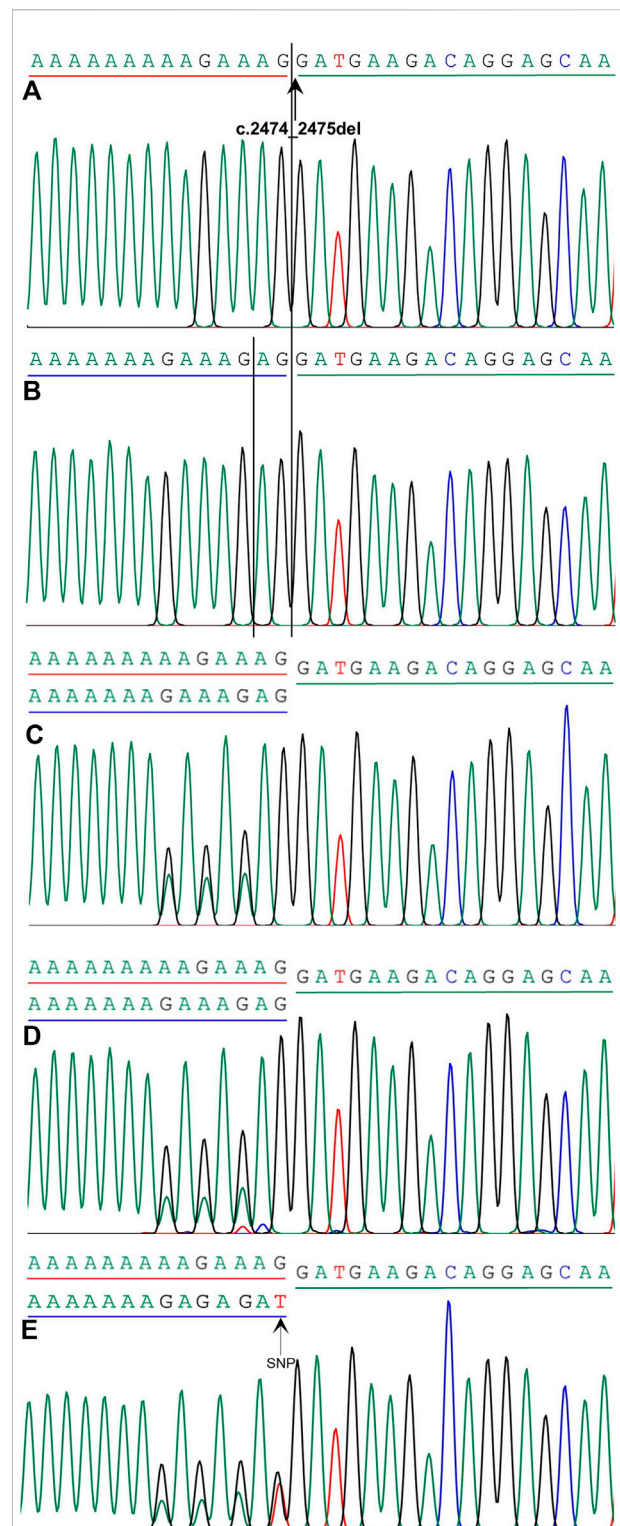 AAAAAAAAAGAAAGGATGAAGACAGGAGCAA
A
c.2474_2475del
AAAAAAAGAAAGAGGATGAAGACAGGAGCAA
B
AAAAAAAAAGAAAG GATGAAGACAGGAGCAA
AAAAAAAGAAAGAG
C
AAAAAAAAAGAAAG GATGAAGACAGGAGCAA
AAAAAAAGAAAGAG
D
AAAAAAAAAGAAAG GATGAAGACAGGAGCAA
AAAAAAAGAGAGAT
E
SNP